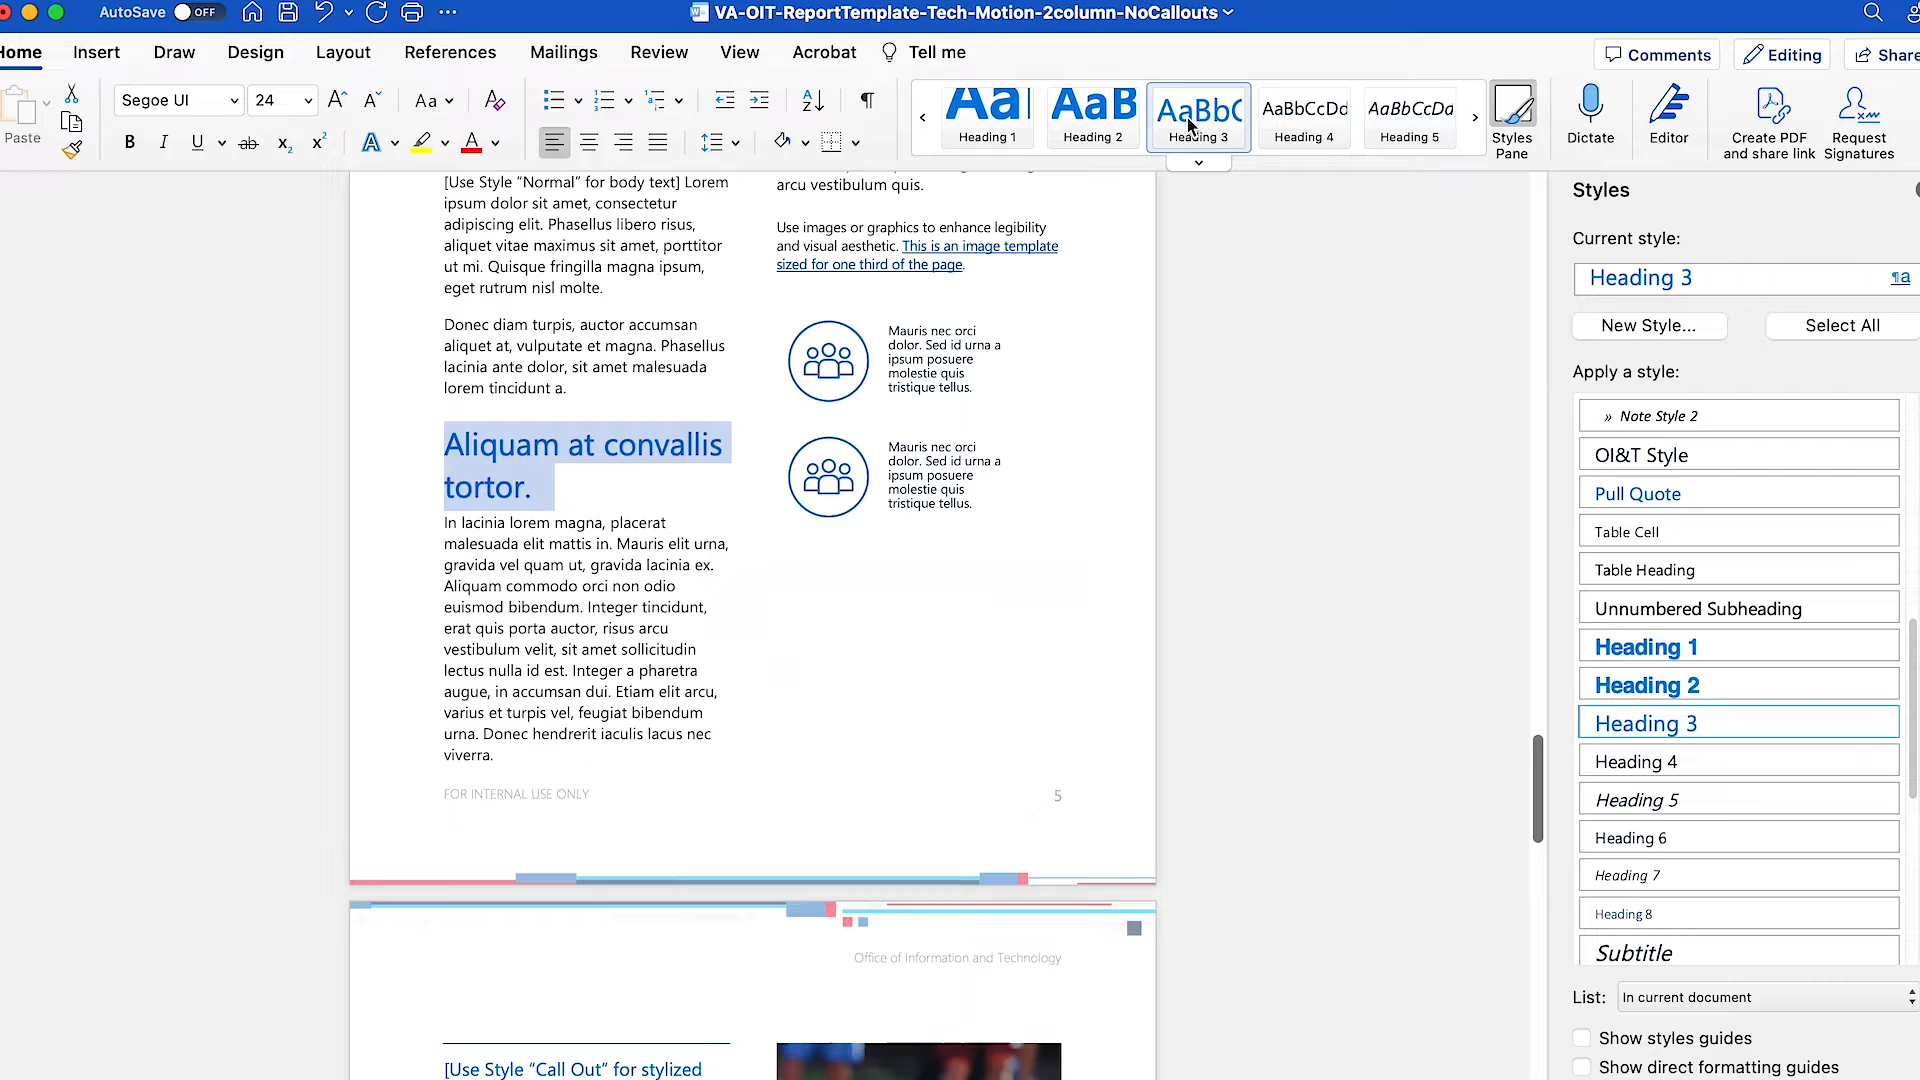 AutoSave OFF
VA-OIT-ReportTemplate-Tech-Motion-2column-NoCallouts
Home Insert Draw Design Layout References Mailings Review View Acrobat Tell me
Comments Editing Share
Paste
Segoe UI 24
Heading 1
Heading 2
AaBbC
Heading 3
AaBbCcDd
Heading 4
AaBbCcDd
Heading 5
Styles
Pane
Dictate
Editor
Create PDF
and share link
Request
Signatures
[Use Style “Normal” for body text] Lorem
ipsum dolor sit amet, consectetur
adipiscing elit. Phasellus libero risus,
aliquet vitae maximus sit amet, porttitor
ut mi. Quisque fringilla magna ipsum,
eget rutrum nisl molte.
Donec diam turpis, auctor accumsan
aliquet at, vulputate et magna. Phasellus
lacinia ante dolor, sit amet malesuada
lorem tincidunt a.
Aliquam at convallis
tortor.
In lacinia lorem magna, placerat
malesuada elit mattis in. Mauris elit urna,
gravida vel quam ut, gravida lacinia ex.
Aliquam commodo orci non odio
euismod bibendum. Integer tincidunt,
erat quis porta auctor, risus arcu
vestibulum velit, sit amet sollicitudin
lectus nulla id est. Integer a pharetra
augue, in accumsan dui. Etiam elit arcu,
varius et turpis vel, feugiat bibendum
urna. Donec hendrerit iaculis lacus nec
viverra.
arcu vestibulum quis.
Use images or graphics to enhance legibility
and visual aesthetic. This is an image template
sized for one third of the page.
Mauris nec orci
dolor. Sed id urna a
ipsum posuere
molestie quis
tristique tellus.
Mauris nec orci
dolor. Sed id urna a
ipsum posuere
molestie quis
tristique tellus.
FOR INTERNAL USE ONLY
5
Office of Information and Technology
[Use Style “Call Out” for stylized
Styles
Current style:
Heading 3
New Style... Select All
Apply a style:
» Note Style 2
OI&T Style
Pull Quote
Table Cell
Table Heading
Unnumbered Subheading
Heading 1
Heading 2
Heading 3
Heading 4
Heading 5
Heading 6
Heading 7
Heading 8
Subtitle
List: In current document
Show styles guides
Show direct formatting guides